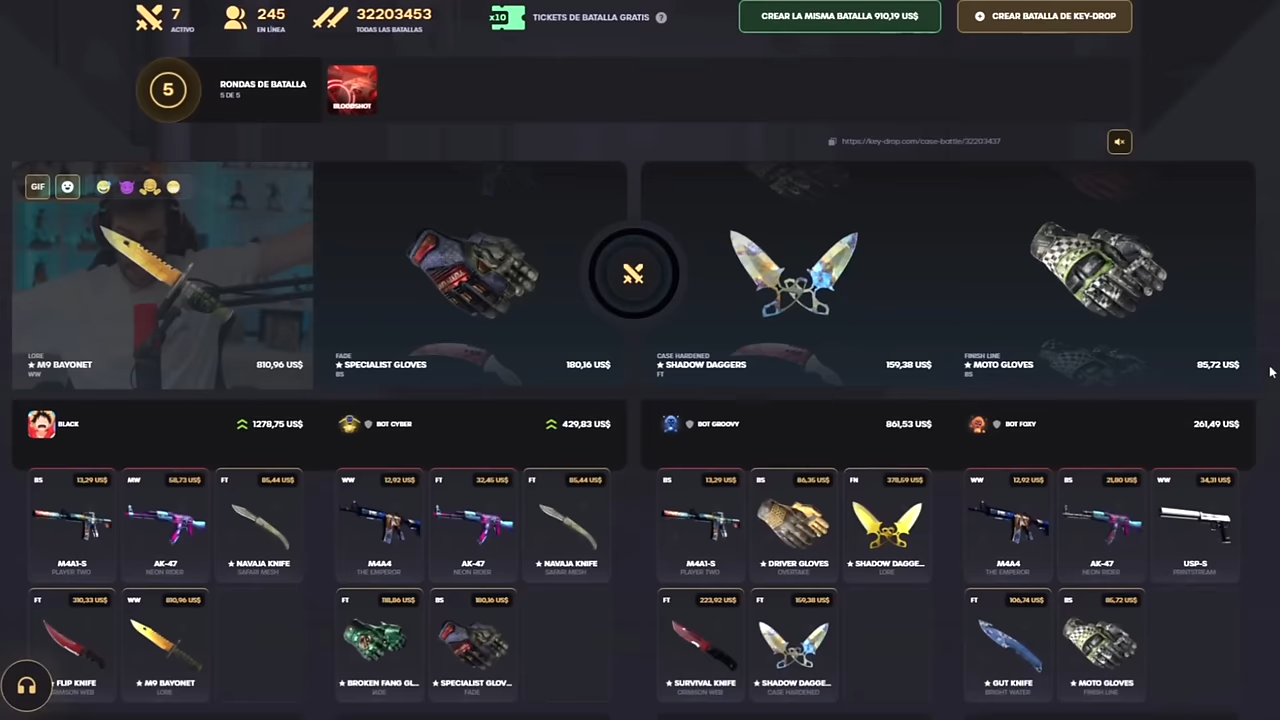 7
ACTIVO
245
EN LÍNEA
32203453
TODAS LAS BATALLAS
x10
TICKETS DE BATALLA GRATIS
?
CREAR LA MISMA BATALLA 910,19 US$
CREAR BATALLA DE KEY-DROP
5
RONDAS DE BATALLA
5 DE 5
BLOODSHOT
https://key-drop.com/case-battle/32203437
GIF
LORE
★ M9 BAYONET
810,96 US$
WW
FADE
★ SPECIALIST GLOVES
180,16 US$
BS
CASE HARDENED
★ SHADOW DAGGERS
159,38 US$
FT
FINISH LINE
★ MOTO GLOVES
85,72 US$
BS
BLACK
1278,75 US$
BOT CYBER
429,83 US$
BOT GROOVY
861,53 US$
BOT FOXY
261,49 US$
BS 13,29 US$
M4A1-S
PLAYER TWO
MW 58,73 US$
AK-47
NEON RIDER
FT 85,44 US$
★ NAVAJA KNIFE
SAFARI MESH
WW 12,92 US$
M4A4
THE EMPEROR
FT 32,45 US$
AK-47
NEON RIDER
FT 85,44 US$
★ NAVAJA KNIFE
SAFARI MESH
BS 13,29 US$
M4A1-S
PLAYER TWO
BS 86,35 US$
★ DRIVER GLOVES
OVERTAKE
FN 378,59 US$
★ SHADOW DAGGE...
LORE
WW 12,92 US$
M4A4
THE EMPEROR
BS 21,80 US$
AK-47
NEON RIDER
WW 34,31 US$
USP-S
PRINTSTREAM
FT 310,33 US$
★ FLIP KNIFE
CRIMSON WEB
WW 810,96 US$
★ M9 BAYONET
LORE
FT 118,86 US$
★ BROKEN FANG GL...
JADE
BS 180,16 US$
★ SPECIALIST GLOV...
FADE
FT 223,92 US$
★ SURVIVAL KNIFE
CRIMSON WEB
FT 159,38 US$
★ SHADOW DAGGE...
CASE HARDENED
FT 106,74 US$
★ GUT KNIFE
BRIGHT WATER
BS 85,72 US$
★ MOTO GLOVES
FINISH LINE